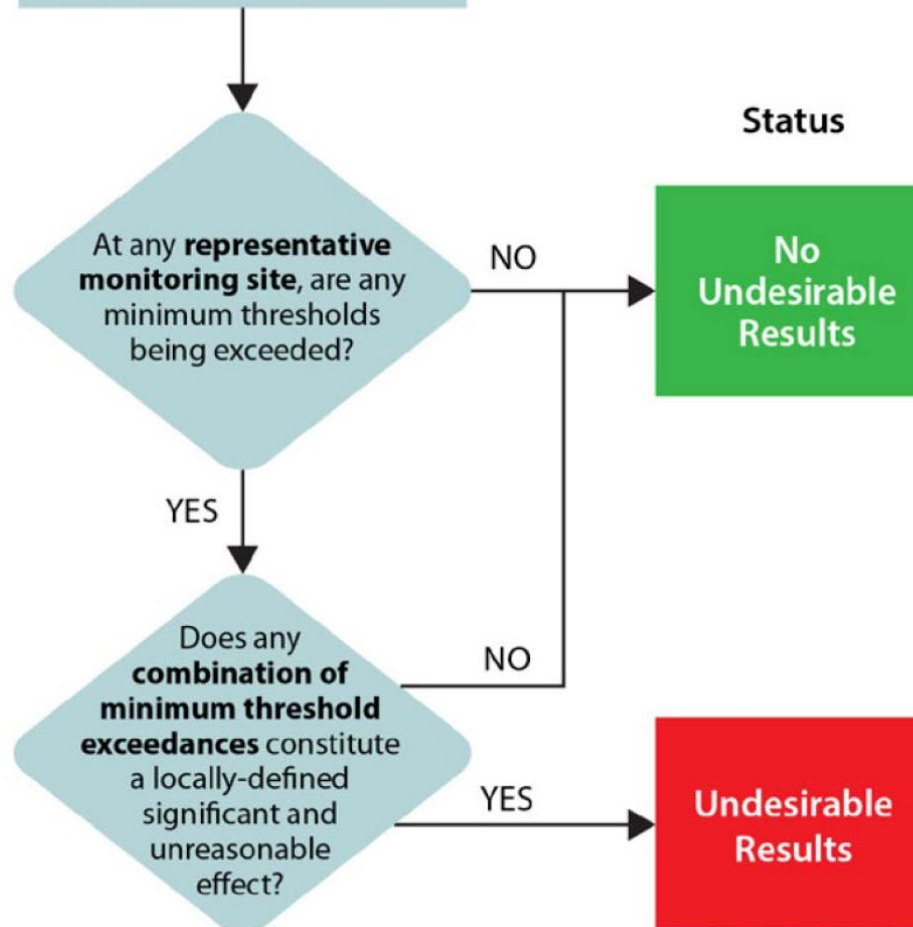 Status
At any representative
monitoring site, are any
minimum thresholds
being exceeded?
NO
No
Undesirable
Results
YES
Does any
combination of
minimum threshold
exceedances constitute
a locally-defined
significant and
unreasonable
effect?
NO
YES
Undesirable
Results